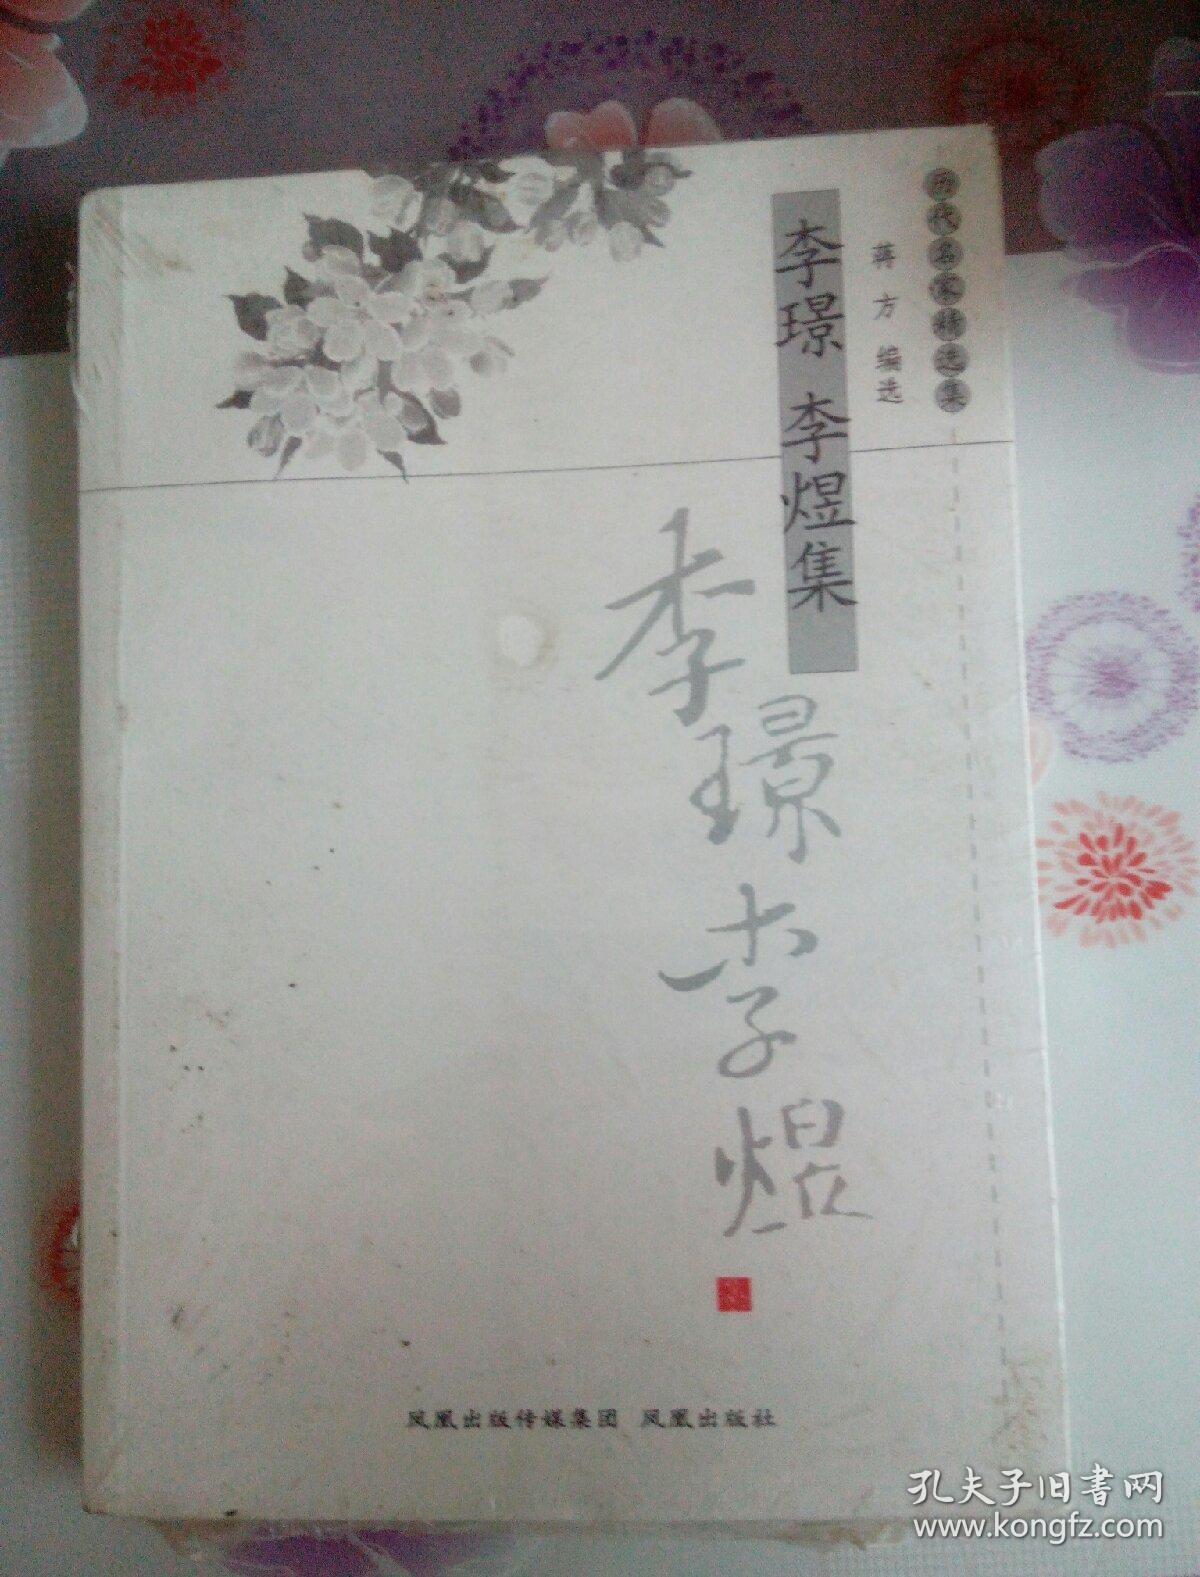 历代名家精选集
蒋方 编选
李璟 李煜集
李璟李煜
凤凰出版传媒集团 凤凰出版社
孔夫子旧书网
www.kongfz.com